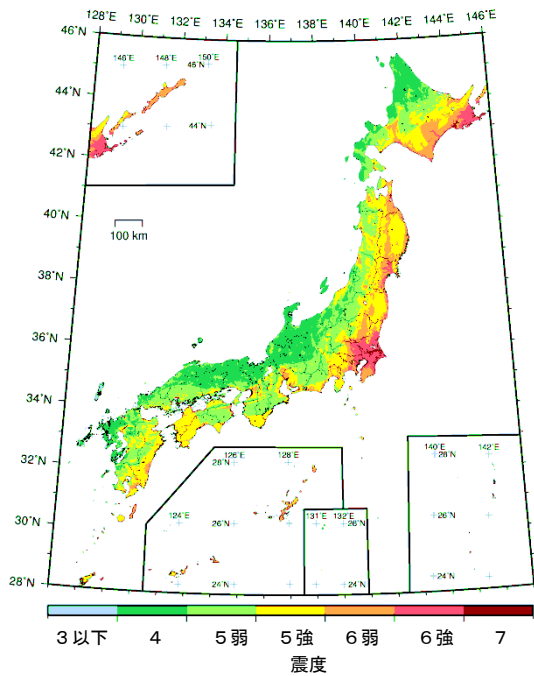 128°E 130°E 132°E 134°E 136°E 138°E 140°E 142°E 144°E 146°E
46°N
146°E 148°E 150°E
46°N
44°N
44°N
42°N
40°N
100 km
38°N
36°N
34°N
32°N
126°E 128°E
28°N
140°E 142°E
28°N
30°N
124°E
26°N
131°E 132°E
26°N
26°N
28°N
24°N
24°N
24°N
3以下 4 5弱 5強 6弱 6強 7
震度